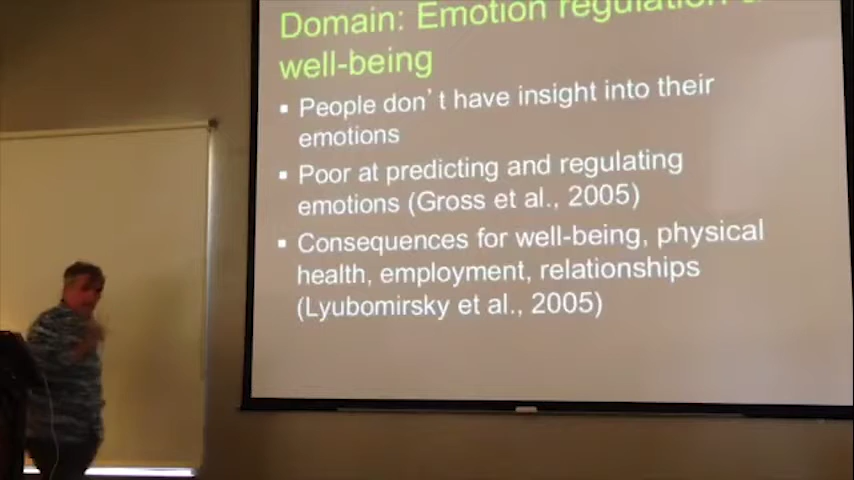 Domain: Emotion regulation
well-being
▪ People don't have insight into their
emotions
▪ Poor at predicting and regulating
emotions (Gross et al., 2005)
▪ Consequences for well-being, physical
health, employment, relationships
(Lyubomirsky et al., 2005)